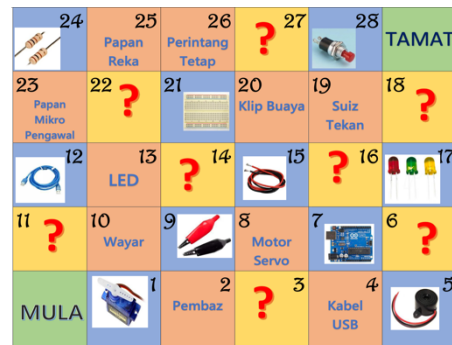 24
25
Papan
Reka
26
Perintang
Tetap
27
?
28
TAMAT
23
Papan
Mikro
Pengawal
22
?
21
20
Klip Buaya
19
Suiz
Tekan
18
?
12
13
LED
14
?
15
16
?
17
11
?
10
Wayar
9
8
Motor
Servo
7
6
?
MULA
1
2
Pembaz
3
?
4
Kabel
USB
5